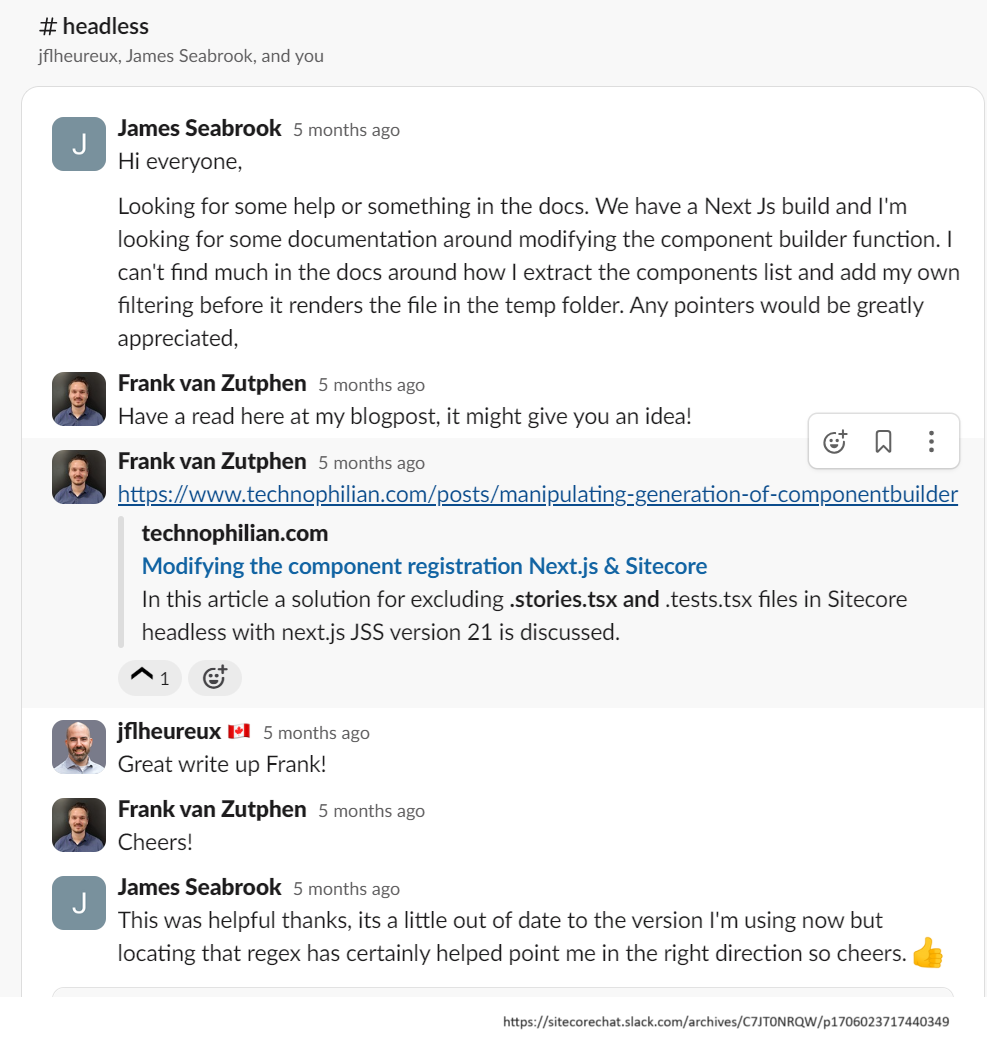 # headless
jflheureux, James Seabrook, and you
J
James Seabrook 5 months ago
Hi everyone,
Looking for some help or something in the docs. We have a Next Js build and I'm
looking for some documentation around modifying the component builder function. I
can't find much in the docs around how I extract the components list and add my own
filtering before it renders the file in the temp folder. Any pointers would be greatly
appreciated,
Frank van Zutphen 5 months ago
Have a read here at my blogpost, it might give you an idea!
Frank van Zutphen 5 months ago
https://www.technophilian.com/posts/manipulating-generation-of-componentbuilder
technophilian.com
Modifying the component registration Next.js & Sitecore
In this article a solution for excluding .stories.tsx and .tests.tsx files in Sitecore
headless with next.js JSS version 21 is discussed.
1
jflheureux 🇨🇦 5 months ago
Great write up Frank!
Frank van Zutphen 5 months ago
Cheers!
J
James Seabrook 5 months ago
This was helpful thanks, its a little out of date to the version I'm using now but
locating that regex has certainly helped point me in the right direction so cheers. 👍
https://sitecorechat.slack.com/archives/C7JT0NRQW/p1706023717440349